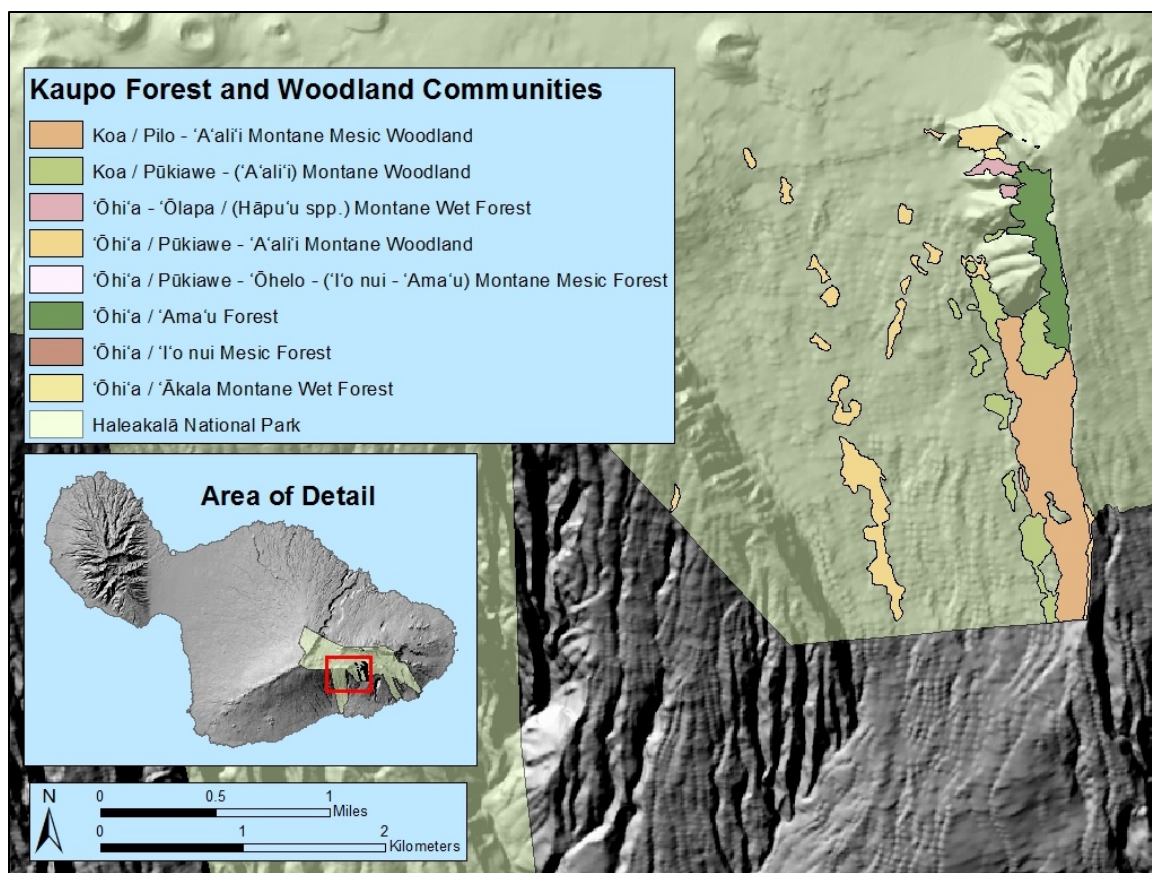 Kaupo Forest and Woodland Communities
Koa / Pilo - ʻAʻaliʻi Montane Mesic Woodland
Koa / Pūkiawe - (ʻAʻaliʻi) Montane Woodland
ʻŌhiʻa - ʻŌlapa / (Hāpuʻu spp.) Montane Wet Forest
ʻŌhiʻa / Pūkiawe - ʻAʻaliʻi Montane Woodland
ʻŌhiʻa / Pūkiawe - ʻŌhelo - (ʻIʻo nui - ʻAmaʻu) Montane Mesic Forest
ʻŌhiʻa / ʻAmaʻu Forest
ʻŌhiʻa / ʻIʻo nui Mesic Forest
ʻŌhiʻa / ʻĀkala Montane Wet Forest
Haleakalā National Park
Area of Detail
N
0 0.5 1
Miles
0 1 2
Kilometers